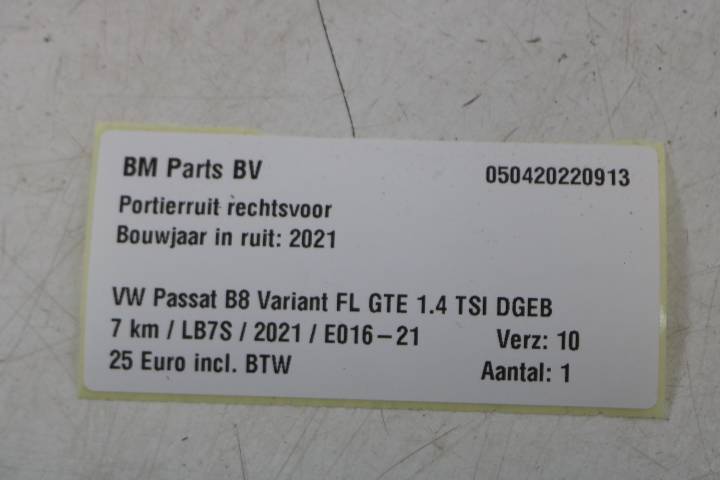 BM Parts BV 050420220913
Portierruit rechtsvoor
Bouwjaar in ruit: 2021
VW Passat B8 Variant FL GTE 1.4 TSI DGEB
7 km / LB7S / 2021 / E016-21 Verz: 10
25 Euro incl. BTW Aantal: 1